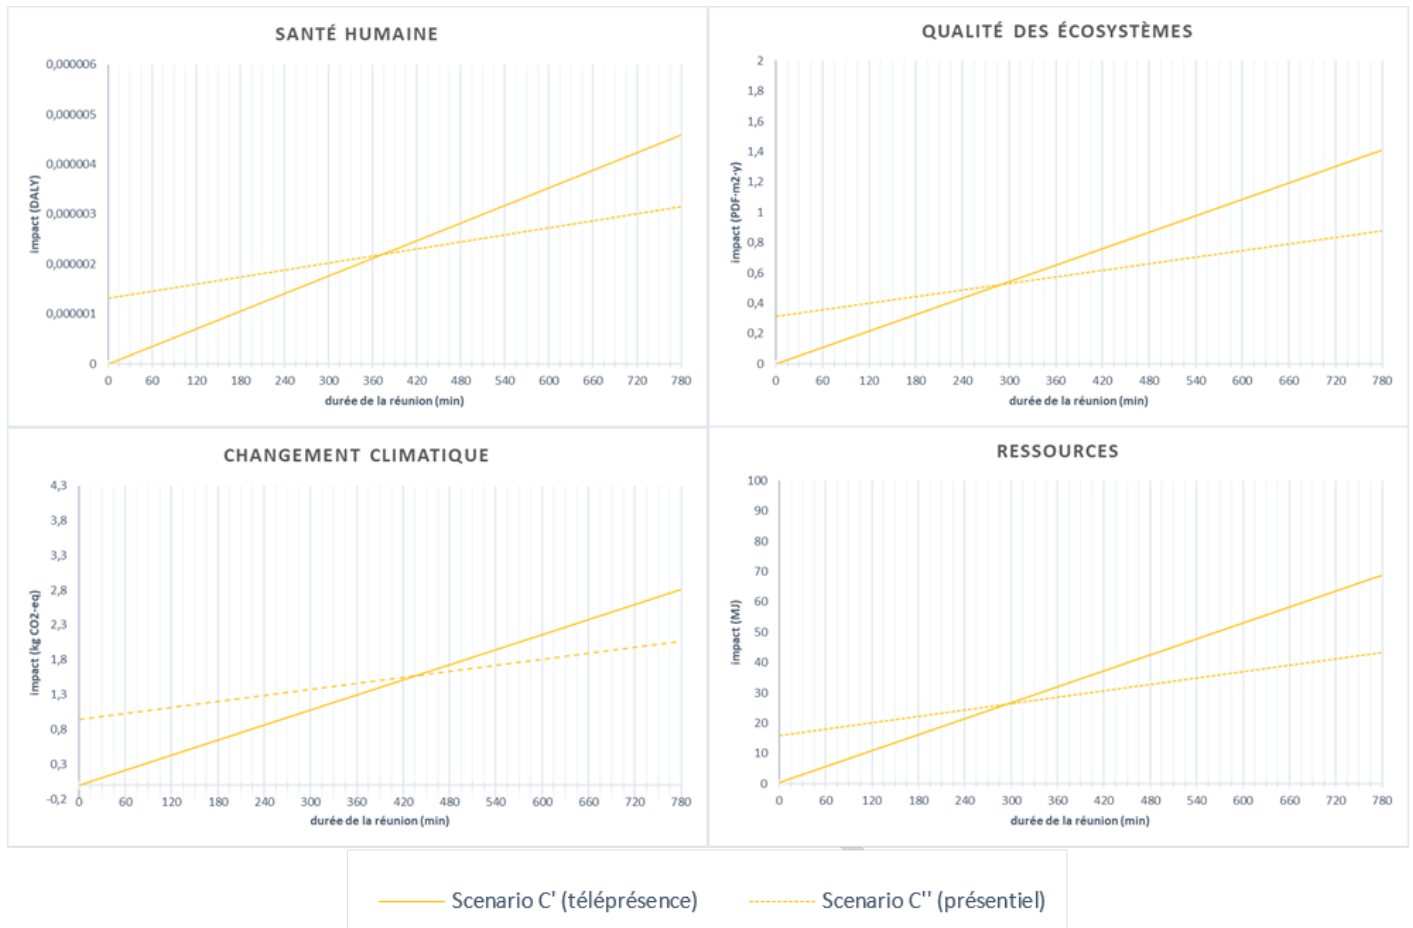 SANTÉ HUMAINE
0,000006
0,000005
0,000004
0,000003
0,000002
0,000001
0
impact (DALY)
0 60 120 180 240 300 360 420 480 540 600 660 720 780
durée de la réunion (min)
QUALITÉ DES ÉCOSYSTÈMES
2
1,8
1,6
1,4
1,2
1
0,8
0,6
0,4
0,2
0
impact (PDF·m2·y)
0 60 120 180 240 300 360 420 480 540 600 660 720 780
durée de la réunion (min)
CHANGEMENT CLIMATIQUE
4,3
3,8
3,3
2,8
2,3
1,8
1,3
0,8
0,3
-0,2
impact (kg CO2-eq)
0 60 120 180 240 300 360 420 480 540 600 660 720 780
durée de la réunion (min)
RESSOURCES
100
90
80
70
60
50
40
30
20
10
0
impact (MJ)
0 60 120 180 240 300 360 420 480 540 600 660 720 780
durée de la réunion (min)
Scenario C' (téléprésence) Scenario C'' (présentiel)